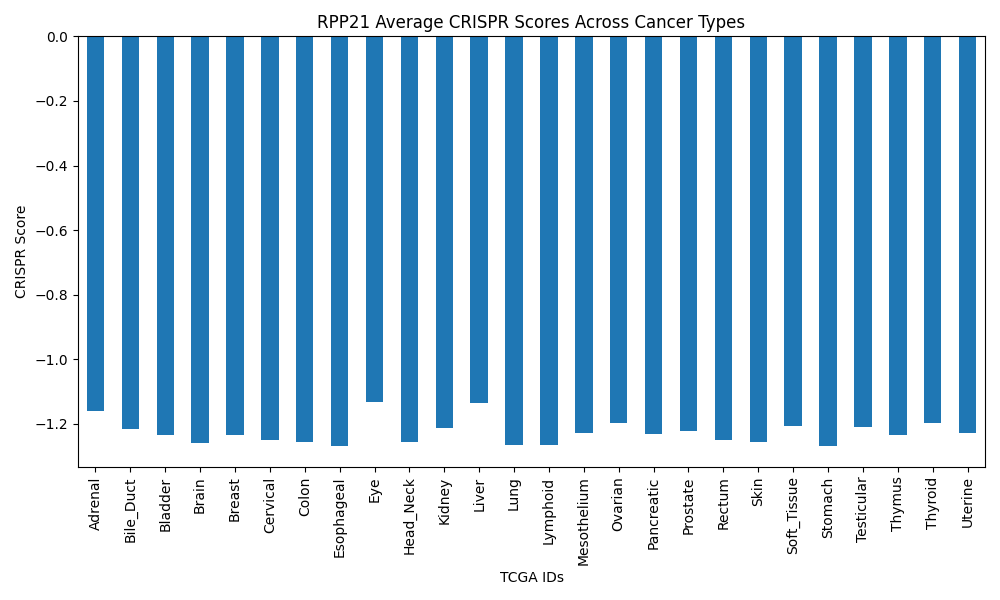 RPP21 Average CRISPR Scores Across Cancer Types
0.0
−0.2
−0.4
−0.6
−0.8
−1.0
−1.2
CRISPR Score
Adrenal
Bile_Duct
Bladder
Brain
Breast
Cervical
Colon
Esophageal
Eye
Head_Neck
Kidney
Liver
Lung
Lymphoid
Mesothelium
Ovarian
Pancreatic
Prostate
Rectum
Skin
Soft_Tissue
Stomach
Testicular
Thymus
Thyroid
Uterine
TCGA IDs